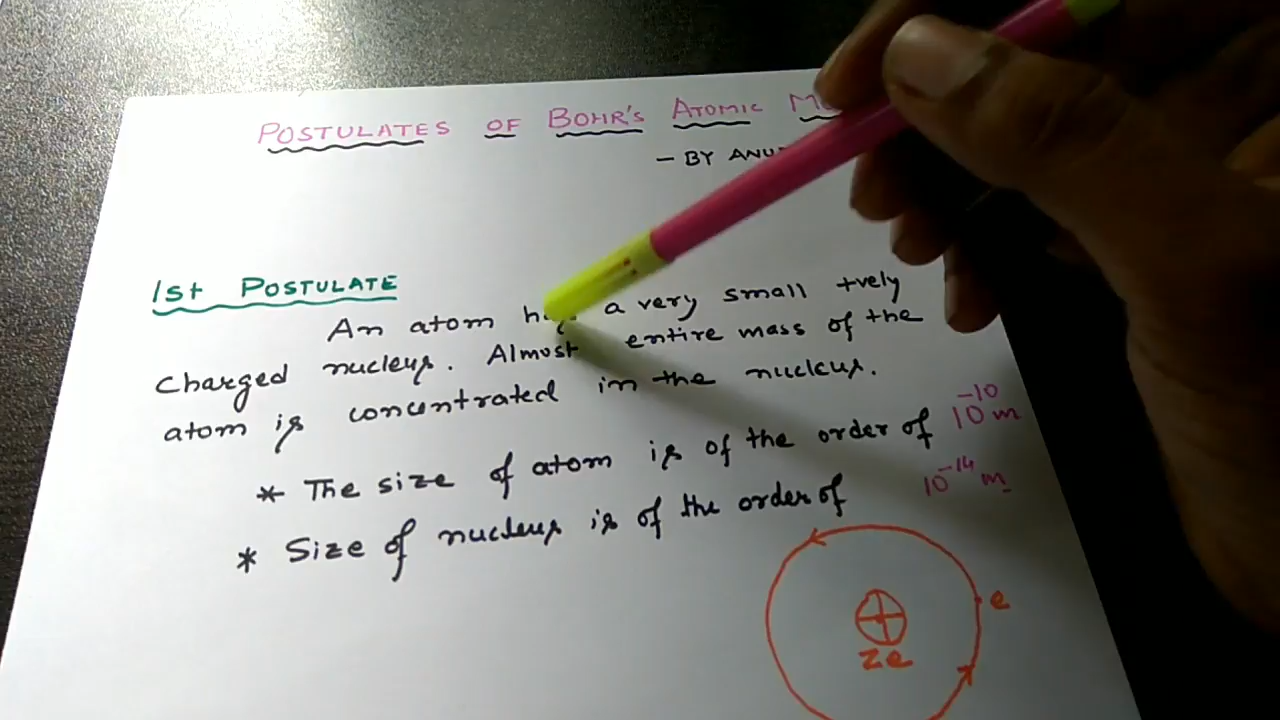 POSTULATES OF BOHR'S ATOMIC
- BY
1st POSTULATE
An atom has a very small +vely
charged nucleus. Almost entire mass of the
atom is concentrated in the nucleus.
* The size of atom is of the order of 10⁻¹⁰ m
* Size of nucleus is of the order of 10⁻¹⁴ m
e
+
ze